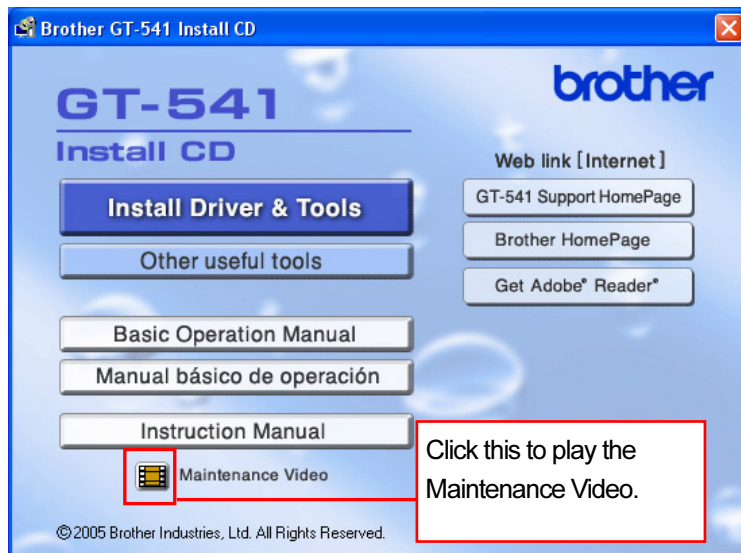 Brother GT-541 Install CD
brother
GT-541
Install CD
Install Driver & Tools
Other useful tools
Basic Operation Manual
Manual básico de operación
Instruction Manual
Maintenance Video
Web link [Internet]
GT-541 Support HomePage
Brother HomePage
Get Adobe® Reader®
Click this to play the
Maintenance Video.
©2005 Brother Industries, Ltd. All Rights Reserved.